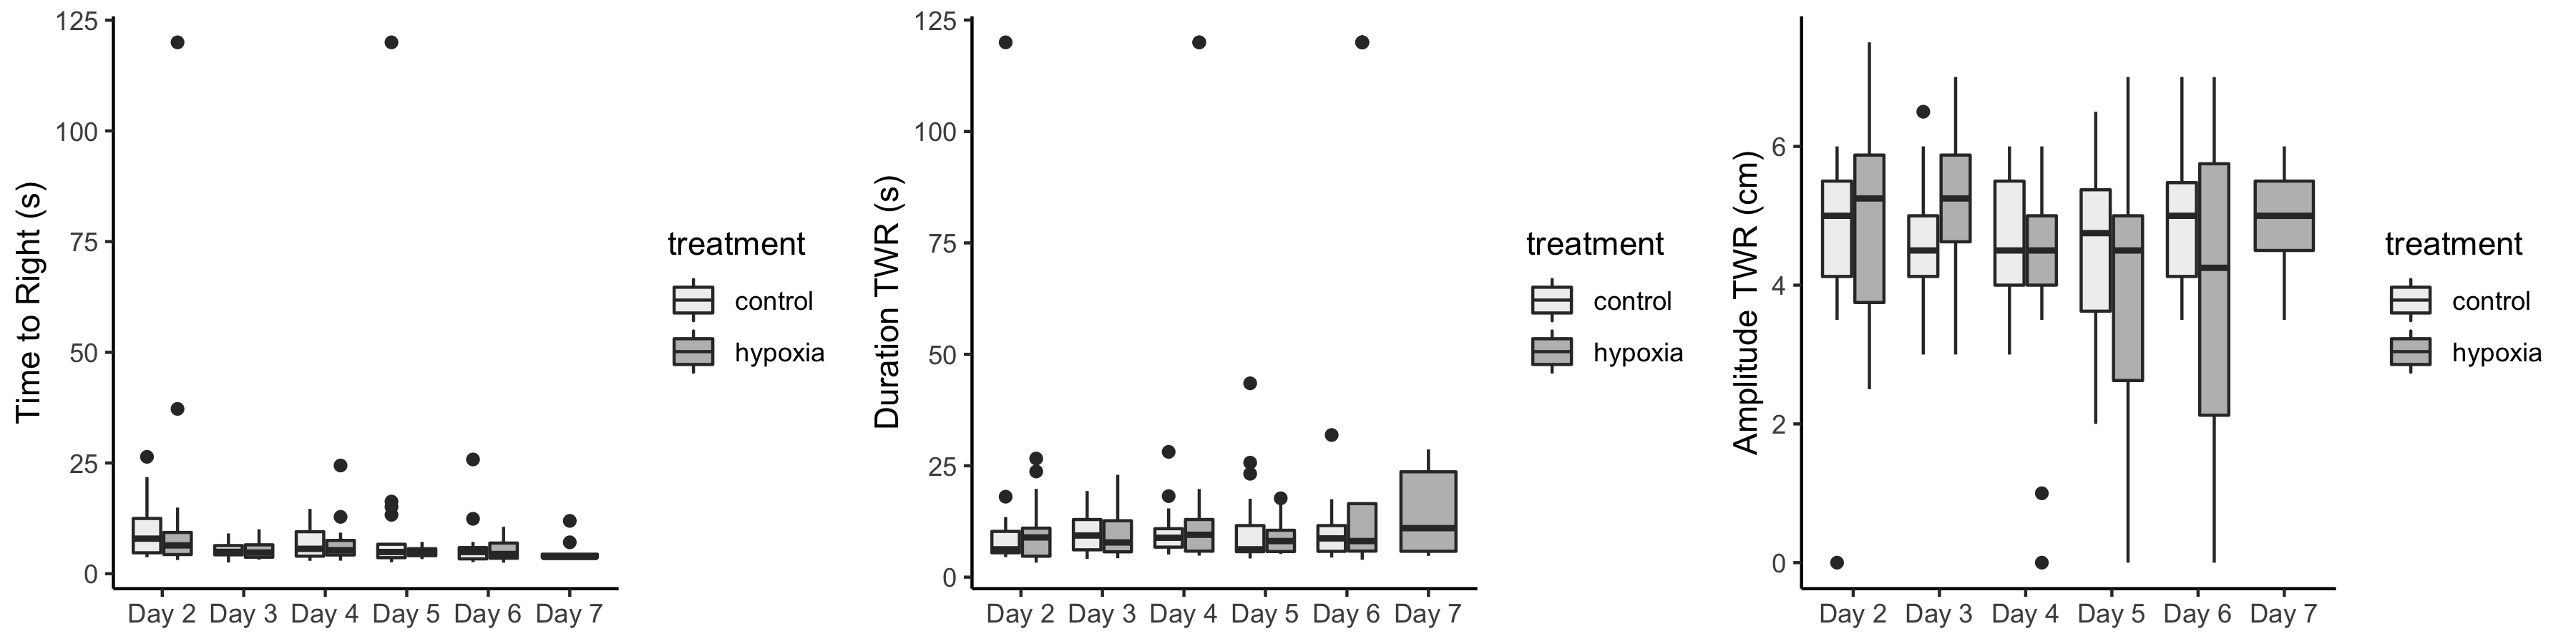 Time to Right (s)
125
100
75
50
25
0
Day 2 Day 3 Day 4 Day 5 Day 6 Day 7
treatment
control
hypoxia
Duration TWR (s)
125
100
75
50
25
0
Day 2 Day 3 Day 4 Day 5 Day 6 Day 7
treatment
control
hypoxia
Amplitude TWR (cm)
6
4
2
0
Day 2 Day 3 Day 4 Day 5 Day 6 Day 7
treatment
control
hypoxia